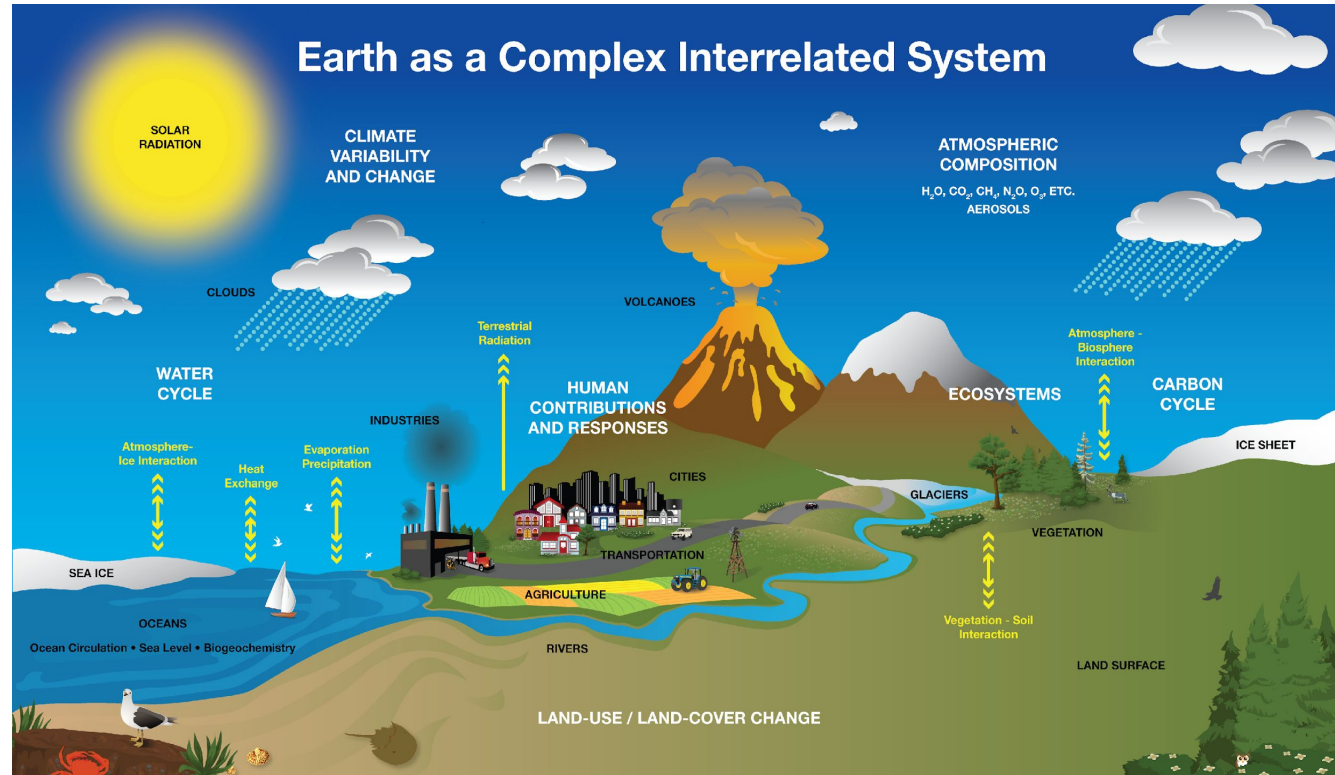 Earth as a Complex Interrelated System
SOLAR
RADIATION
CLIMATE
VARIABILITY
AND CHANGE
ATMOSPHERIC
COMPOSITION
H₂O, CO₂, CH₄, N₂O, O₃, ETC.
AEROSOLS
CLOUDS
VOLCANOES
Terrestrial
Radiation
Atmosphere -
Biosphere
Interaction
WATER
CYCLE
HUMAN
CONTRIBUTIONS
AND RESPONSES
ECOSYSTEMS
CARBON
CYCLE
INDUSTRIES
Atmosphere-
Ice Interaction
Heat
Exchange
Evaporation
Precipitation
ICE SHEET
CITIES
GLACIERS
VEGETATION
TRANSPORTATION
SEA ICE
AGRICULTURE
OCEANS
Ocean Circulation • Sea Level • Biogeochemistry
RIVERS
Vegetation - Soil
Interaction
LAND SURFACE
LAND-USE / LAND-COVER CHANGE